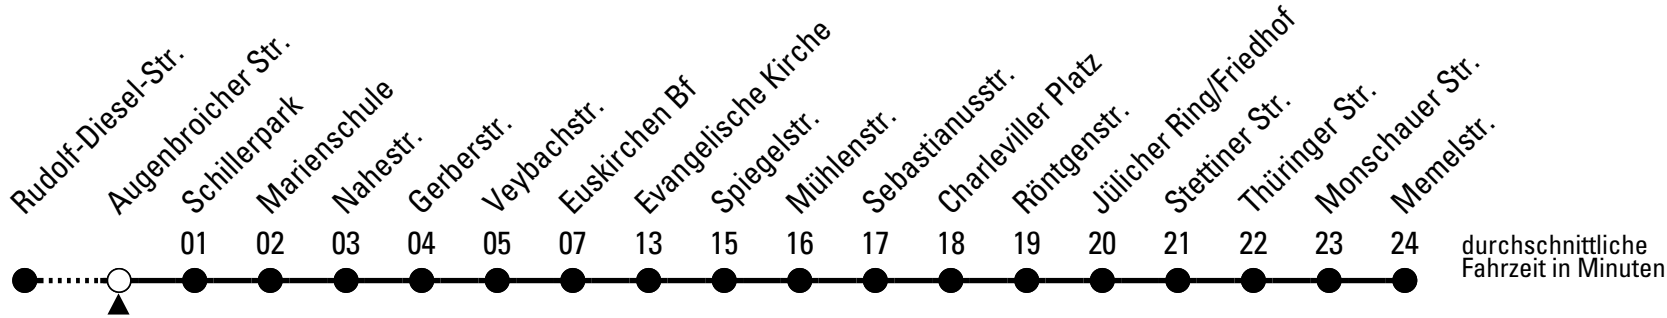 Rudolf-Diesel-Str.
Augenbroicher Str.
Schillerpark
Marienschule
Nahestr.
Gerberstr.
Veybachstr.
Euskirchen Bf
Evangelische Kirche
Spiegelstr.
Mühlenstr.
Sebastianusstr.
Charleviller Platz
Röntgenstr.
Jülicher Ring/Friedhof
Stettiner Str.
Thüringer Str.
Monschauer Str.
Memelstr.
01 02 03 04 05 07 13 15 16 17 18 19 20 21 22 23 24
durchschnittliche
Fahrzeit in Minuten